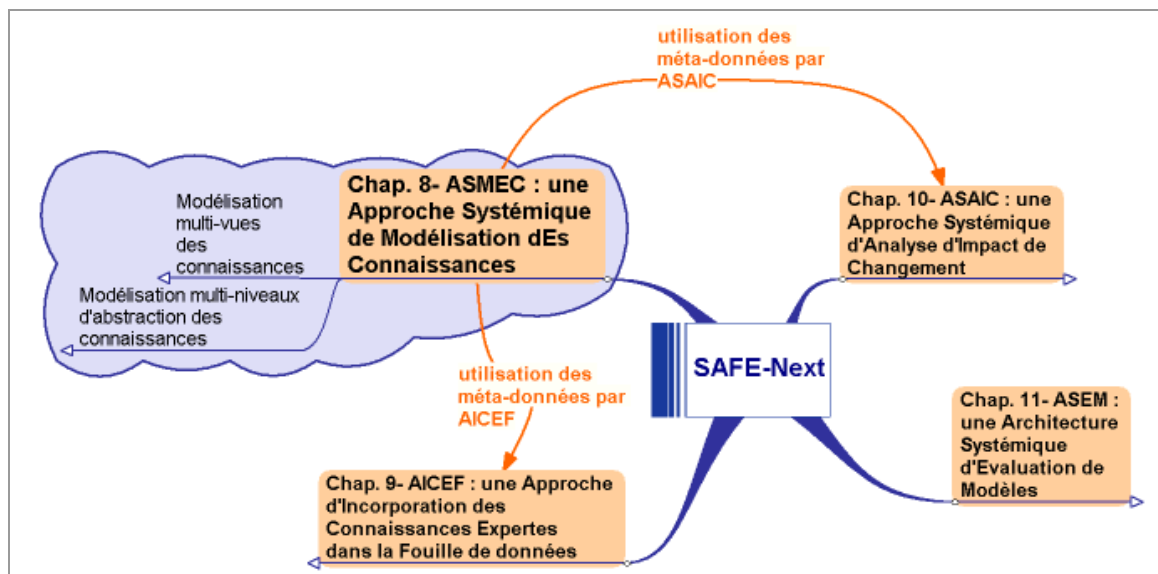 utilisation des
méta-données par
ASAIC
Chap. 8- ASMEC : une
Approche Systémique
de Modélisation dEs
Connaissances
Modélisation
multi-vues
des
connaissances
Modélisation multi-niveaux
d'abstraction des
connaissances
Chap. 10- ASAIC : une
Approche Systémique
d'Analyse d'Impact de
Changement
SAFE-Next
utilisation des
méta-données par
AICEF
Chap. 11- ASEM :
une Architecture
Systémique
d'Evaluation de
Modèles
Chap. 9- AICEF : une Approche
d'Incorporation des
Connaissances Expertes
dans la Fouille de données